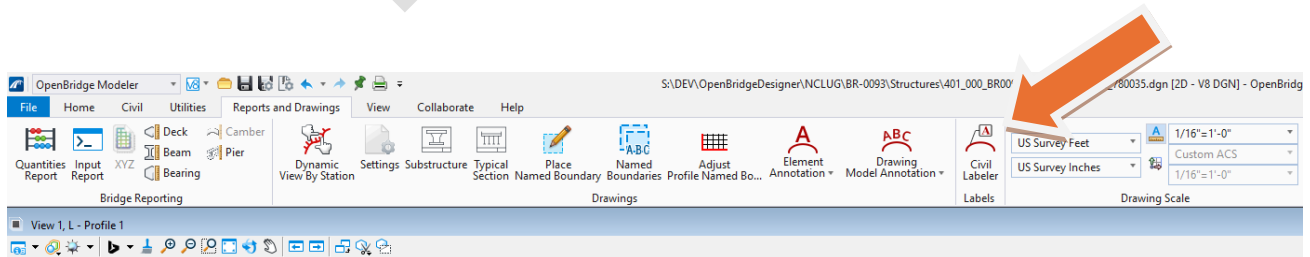 OpenBridge Modeler S:\DEV\OpenBridgeDesigner\NCLUG\BR-0093\Structures\401_000_BR00 780035.dgn [2D - V8 DGN] - OpenBridg
File Home Civil Utilities Reports and Drawings View Collaborate Help
Quantities Report
Input Report
XYZ
Deck
Beam
Bearing
Camber
Pier
Bridge Reporting
Dynamic View By Station
Settings
Substructure
Typical Section
Place Named Boundary
A-B-C
Named Boundaries
Adjust Profile Named Bo...
A
Element Annotation
ABC
Drawing Model Annotation
Drawings
A
Civil Labeler
Labels
US Survey Feet
US Survey Inches
A
1/16"=1'-0"
Custom ACS
1/16"=1'-0"
Drawing Scale
View 1, L - Profile 1